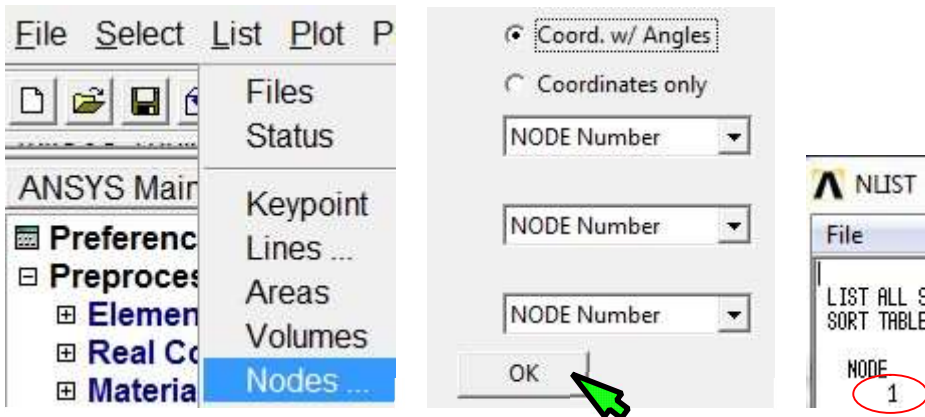 File Select List Plot P
Files
Status
ANSYS Main
Keypoint
Preferenc
Lines ...
Preproces
Areas
Elemen
Volumes
Real Co
Nodes ...
Materia
Coord. w/ Angles
Coordinates only
NODE Number
NODE Number
NODE Number
OK
NLIST
File
LIST ALL S
SORT TABLE
NODE
1